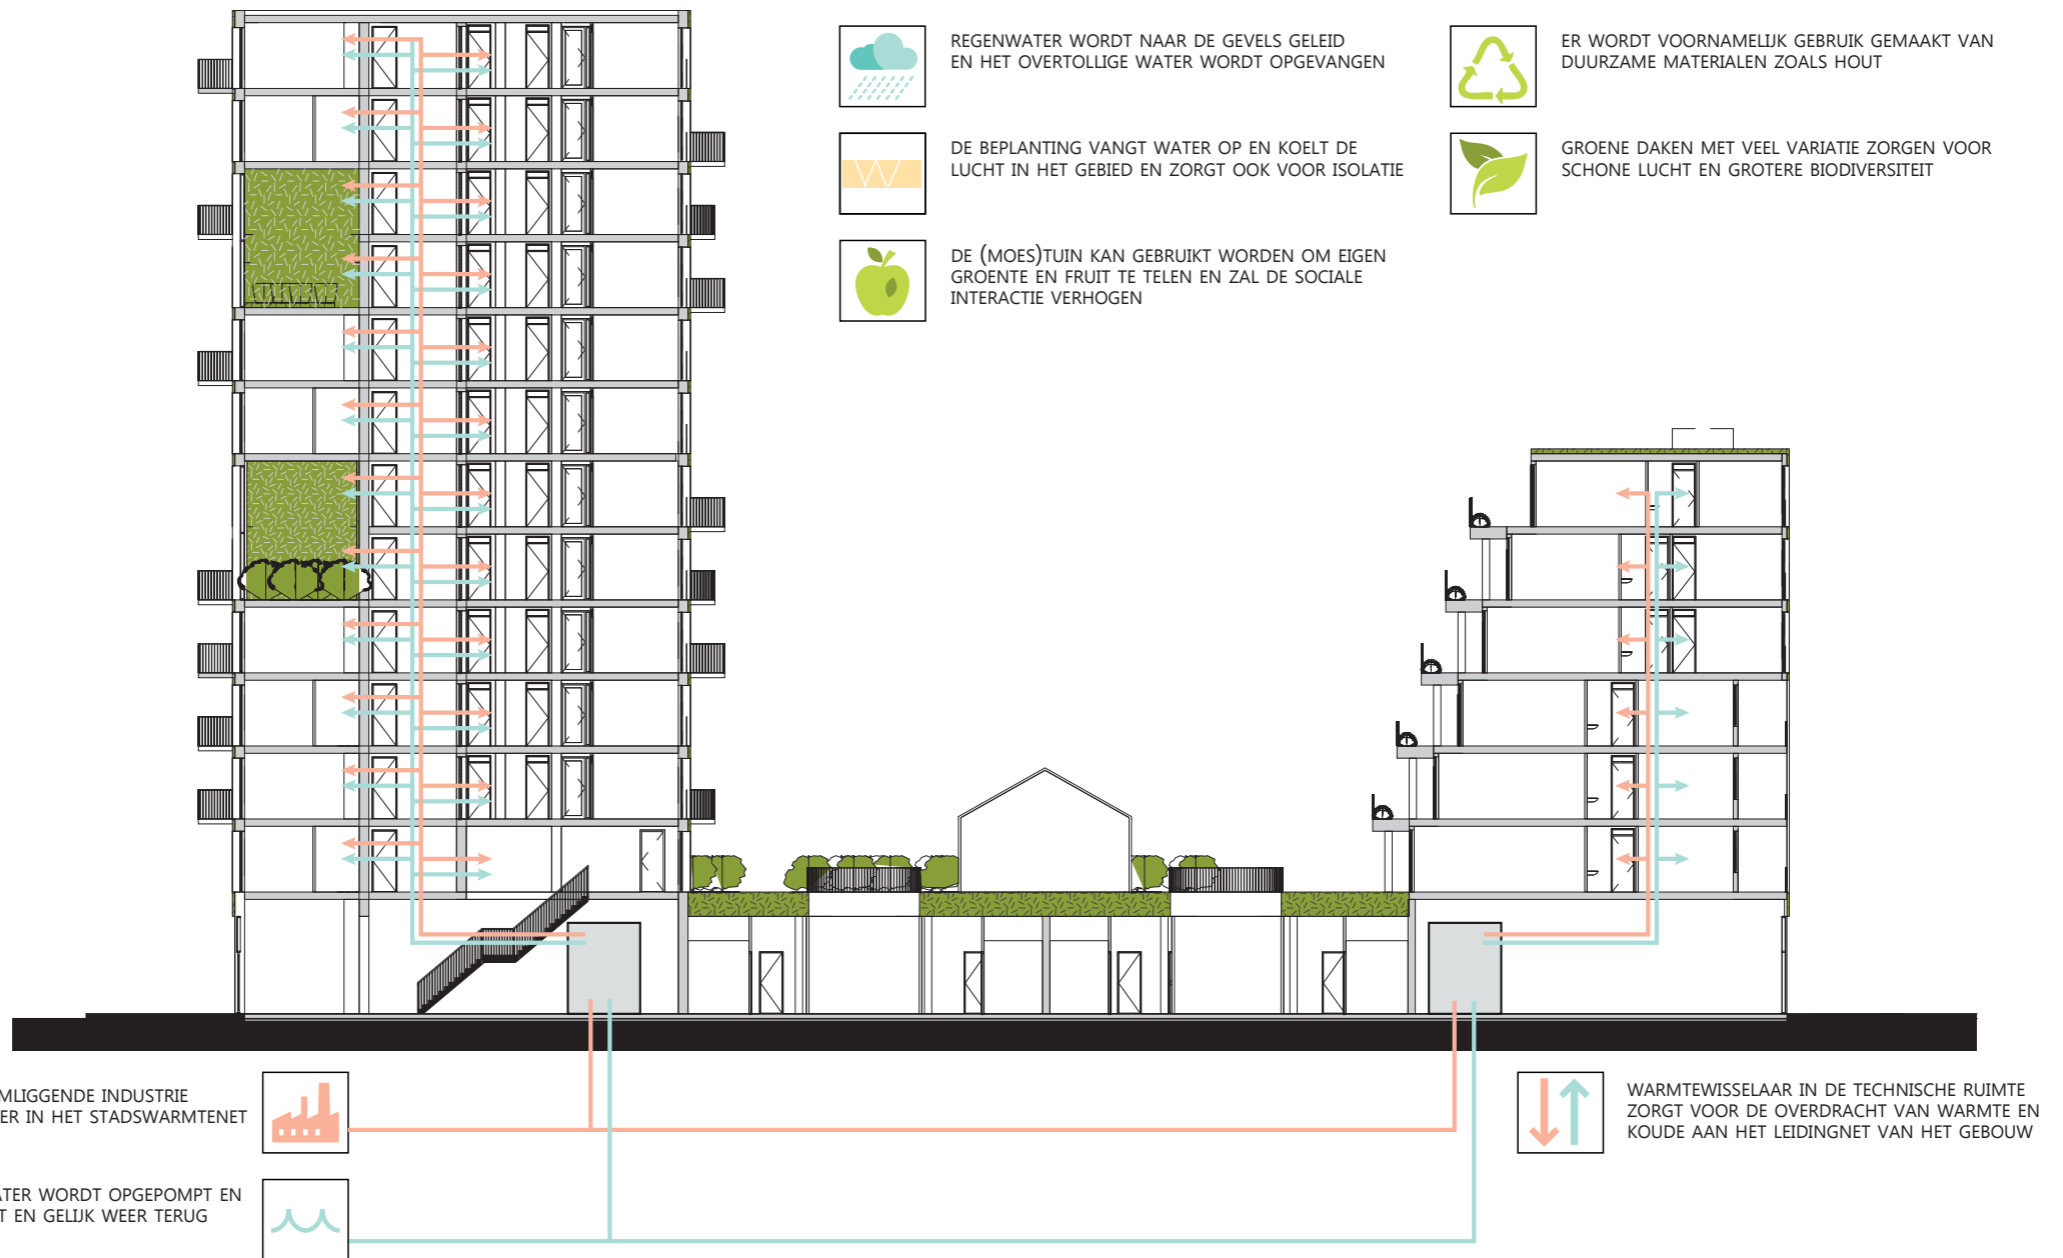 REGENWATER WORDT NAAR DE GEVELS GELEID
EN HET OVERTOLLIGE WATER WORDT OPGEVANGEN
DE BEPLANTING VANGT WATER OP EN KOELT DE
LUCHT IN HET GEBIED EN ZORGT OOK VOOR ISOLATIE
DE (MOES)TUIN KAN GEBRUIKT WORDEN OM EIGEN
GROENTE EN FRUIT TE TELEN EN ZAL DE SOCIALE
INTERACTIE VERHOGEN
ER WORDT VOORNAMELIJK GEBRUIK GEMAAKT VAN
DUURZAME MATERIALEN ZOALS HOUT
GROENE DAKEN MET VEEL VARIATIE ZORGEN VOOR
SCHONE LUCHT EN GROTERE BIODIVERSITEIT
MLIGGENDE INDUSTRIE
ER IN HET STADSWARMTENET
ATER WORDT OPGEPOMPT EN
T EN GELIJK WEER TERUG
WARMTEWISSELAAR IN DE TECHNISCHE RUIMTE
ZORGT VOOR DE OVERDRACHT VAN WARMTE EN
KOUDE AAN HET LEIDINGNET VAN HET GEBOUW